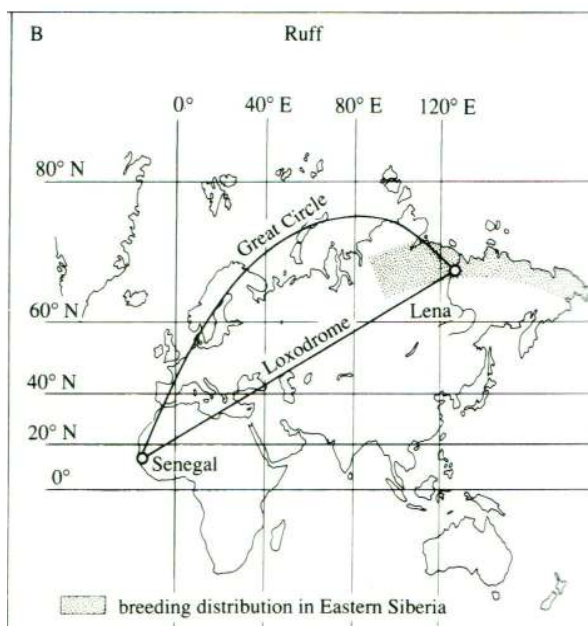 B Ruff
0° 40° E 80° E 120° E
80° N
Great Circle
60° N
Lena
Loxodrome
40° N
20° N
Senegal
0°
breeding distribution in Eastern Siberia